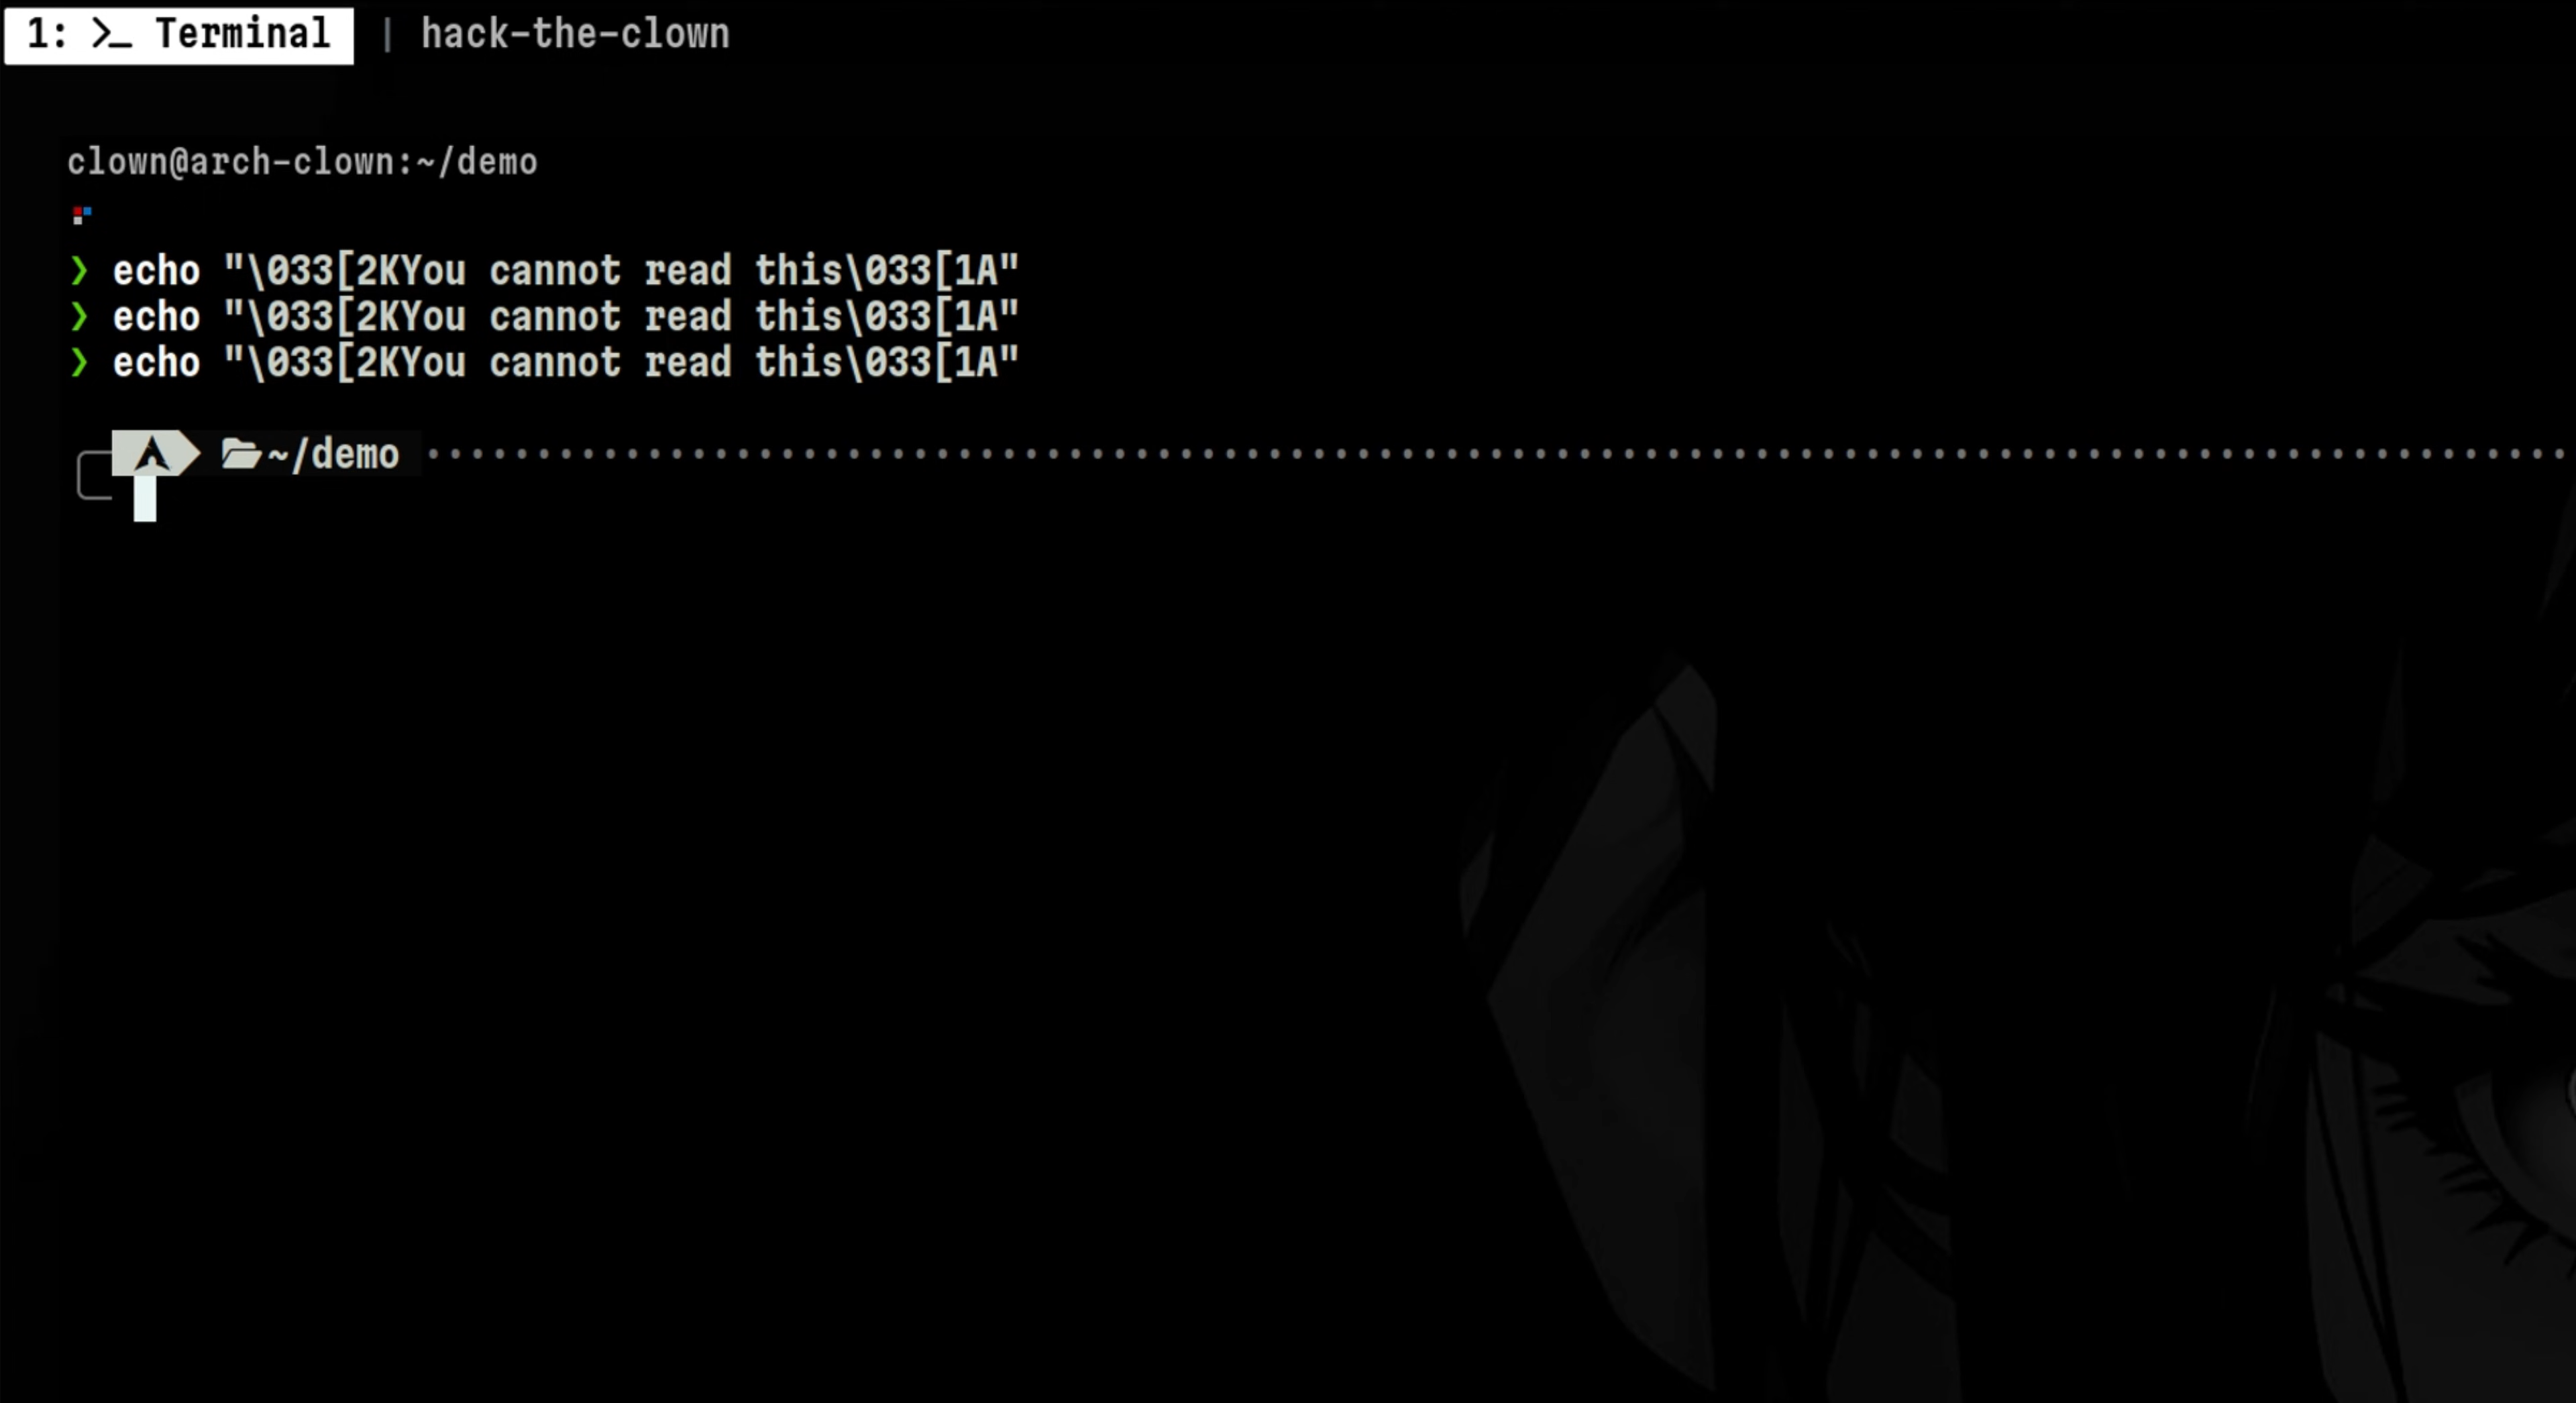 1: >_ Terminal | hack-the-clown
clown@arch-clown:~/demo
❯ echo "\033[2KYou cannot read this\033[1A"
❯ echo "\033[2KYou cannot read this\033[1A"
❯ echo "\033[2KYou cannot read this\033[1A"
~/demo